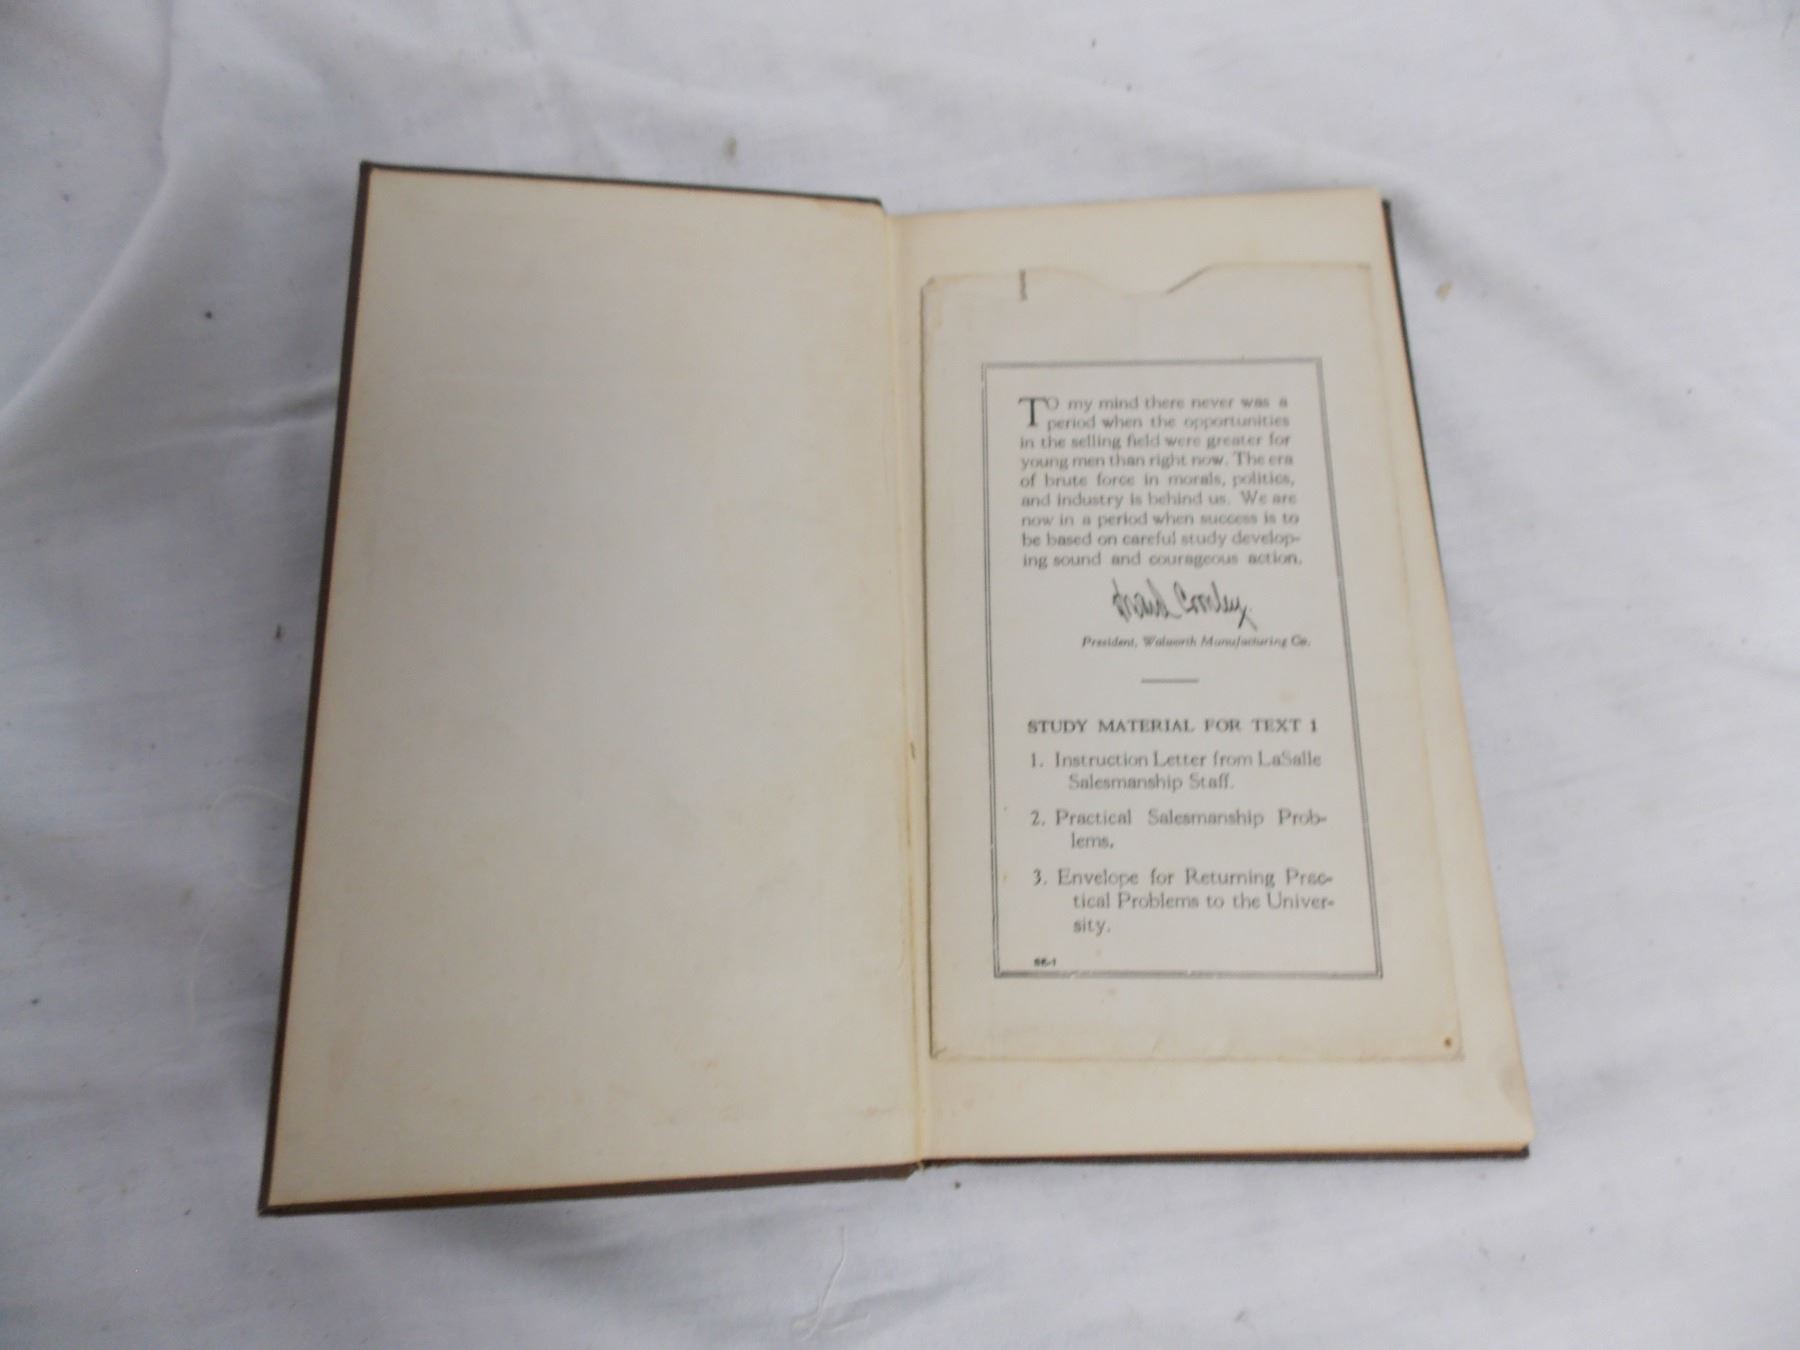 TO my mind there never was a
period when the opportunities
in the selling field were greater for
young men than right now. The era
of brute force in morals, politics,
and industry is behind us. We are
now in a period when success is to
be based on careful study develop-
ing sound and courageous action.
President, Walworth Manufacturing Co.
STUDY MATERIAL FOR TEXT 1
1. Instruction Letter from LaSalle
Salesmanship Staff.
2. Practical Salesmanship Prob-
lems.
3. Envelope for Returning Prac-
tical Problems to the Univer-
sity.